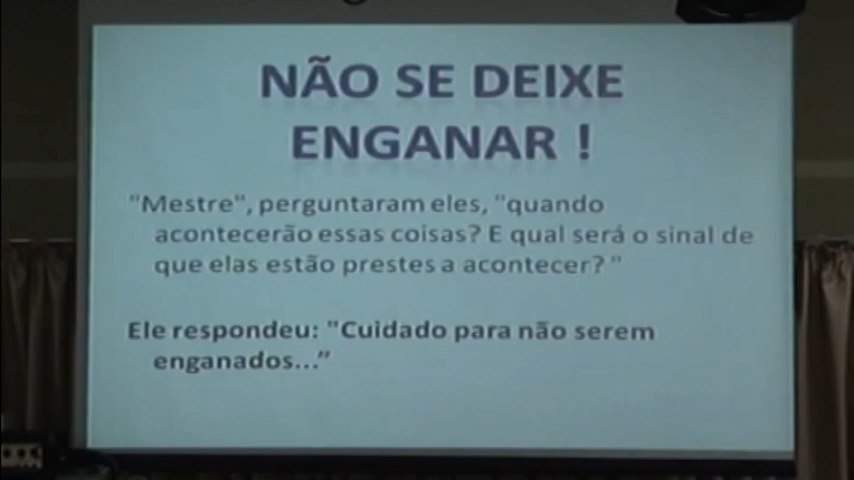 NÃO SE DEIXE
ENGANAR !
"Mestre", perguntaram eles, "quando
acontecerão essas coisas? E qual será o sinal de
que elas estão prestes a acontecer? "
Ele respondeu: "Cuidado para não serem
enganados..."